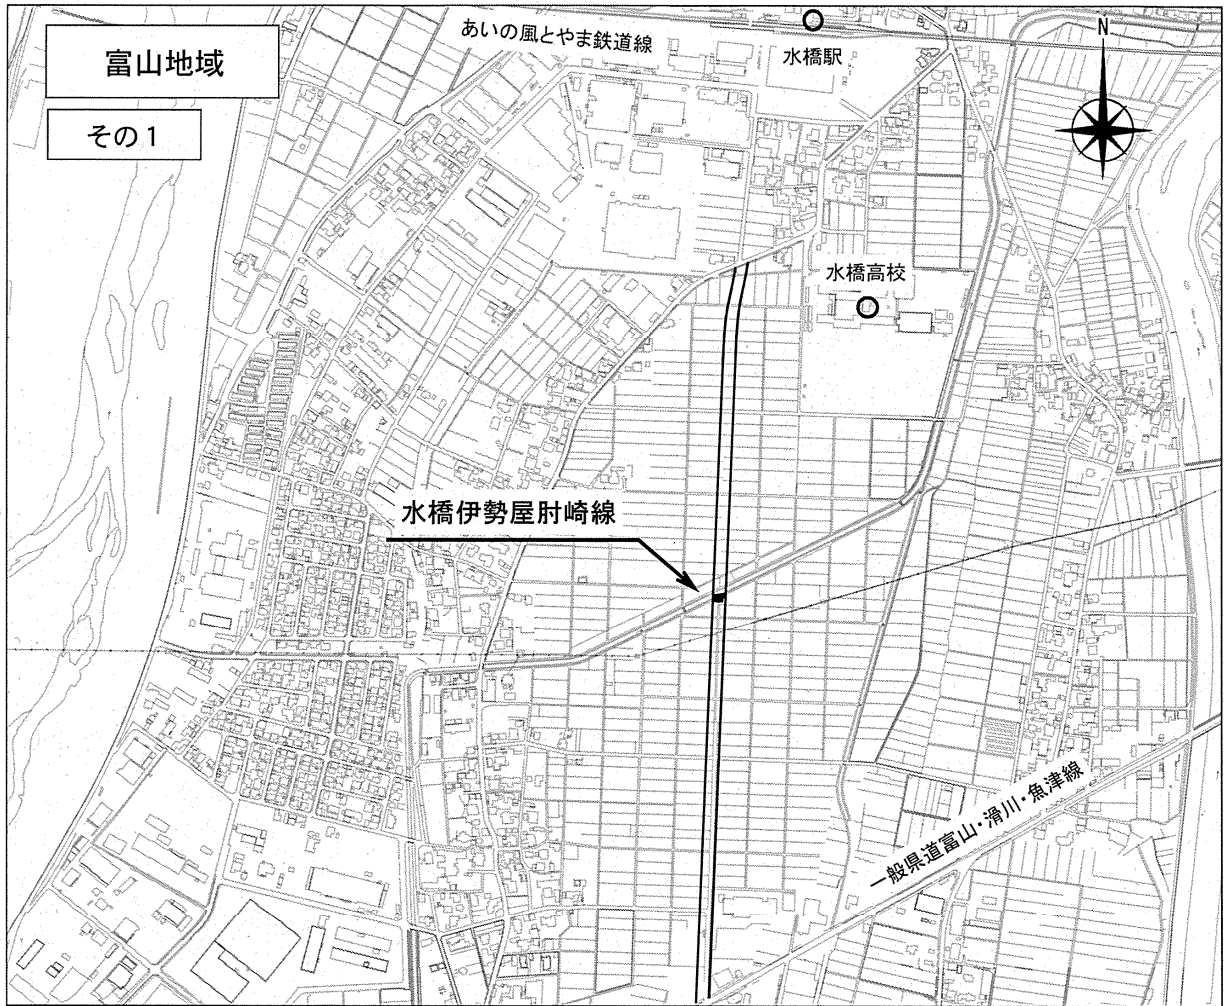 富山地域
その1
あいの風とやま鉄道線
水橋駅
N
水橋高校
水橋伊勢屋肘崎線
一般県道富山・滑川・魚津線